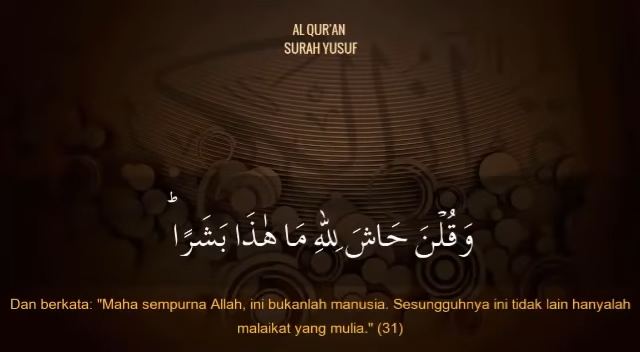 AL QUR'AN
SURAH YUSUF
وَقُلْنَ حَاشَ لِلّٰهِ مَا هٰذَا بَشَرًا ؕ
Dan berkata: "Maha sempurna Allah, ini bukanlah manusia. Sesungguhnya ini tidak lain hanyalah
malaikat yang mulia." (31)